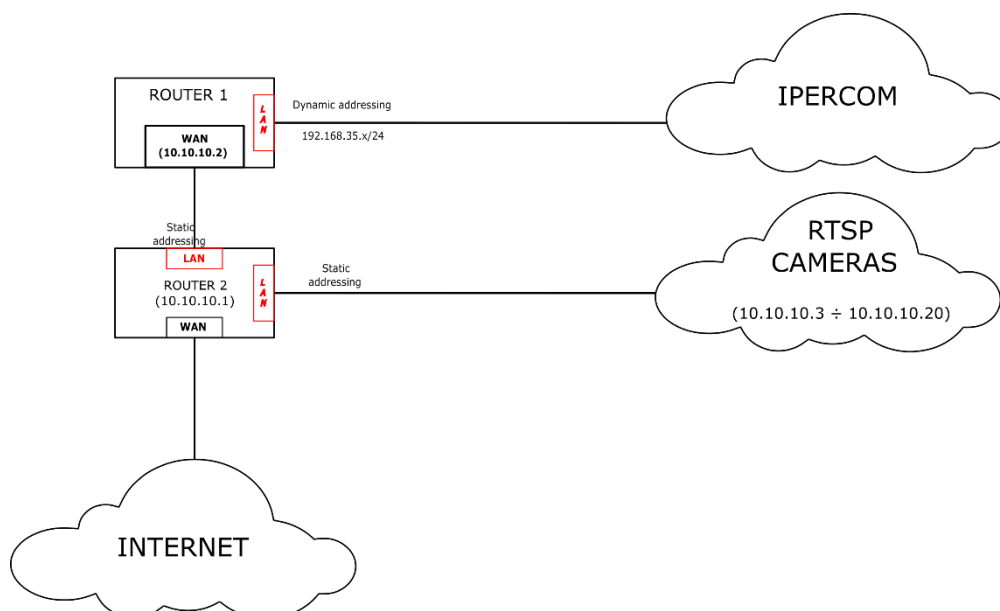 ROUTER 1
WAN
(10.10.10.2)
LAN
Dynamic addressing
192.168.35.x/24
IPERCOM
Static
addressing
LAN
ROUTER 2
(10.10.10.1)
WAN
LAN
Static
addressing
RTSP
CAMERAS
(10.10.10.3 ÷ 10.10.10.20)
INTERNET